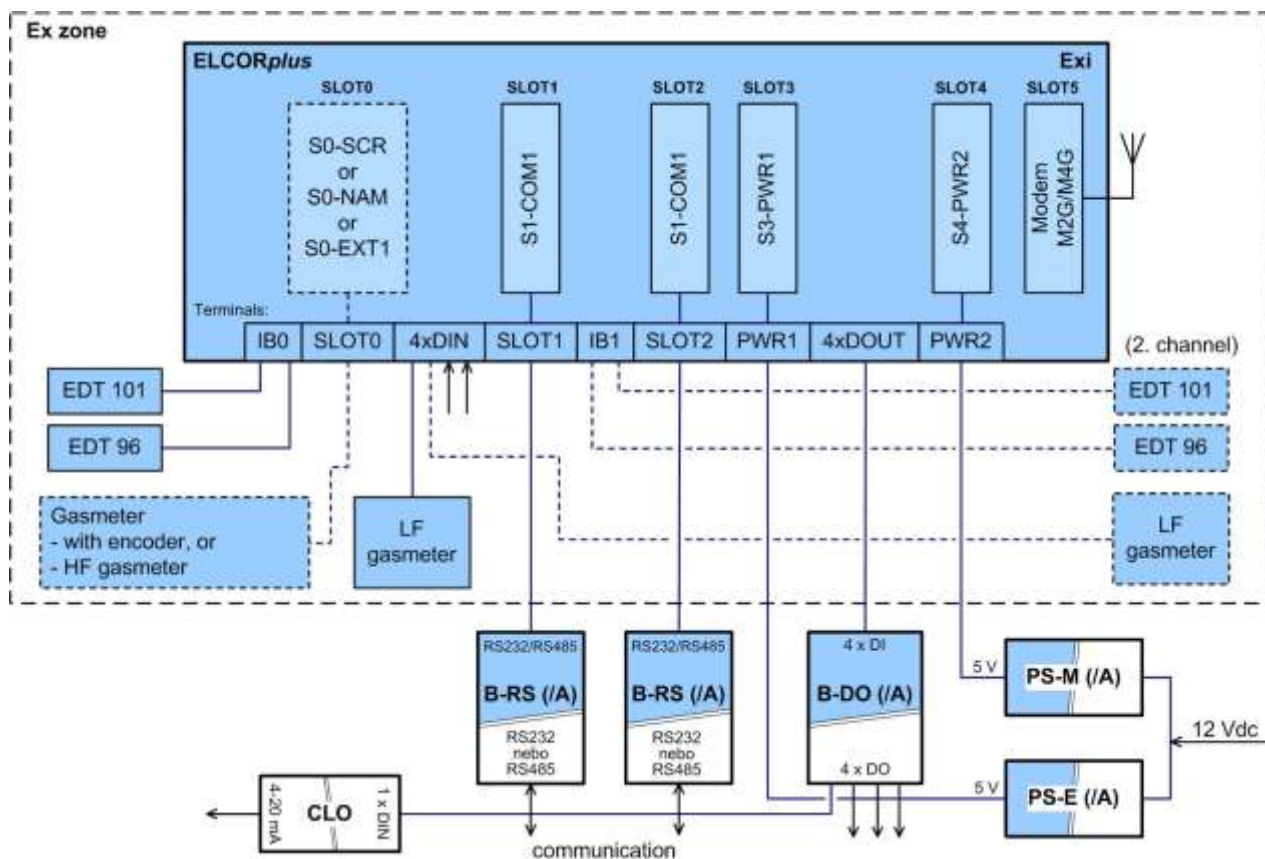 Ex zone
ELCORplus
Exi
SLOT0
SLOT1
SLOT2
SLOT3
SLOT4
SLOT5
S0-SCR
or
S0-NAM
or
S0-EXT1
S1-COM1
S1-COM1
S3-PWR1
S4-PWR2
Modem
M2G/M4G
Terminals:
IB0
SLOT0
4xDIN
SLOT1
IB1
SLOT2
PWR1
4xDOUT
PWR2
(2. channel)
EDT 101
EDT 101
EDT 96
EDT 96
Gasmeter
- with encoder, or
- HF gasmeter
LF
gasmeter
LF
gasmeter
RS232/RS485
B-RS (/A)
RS232
nebo
RS485
RS232/RS485
B-RS (/A)
RS232
nebo
RS485
4 x DI
B-DO (/A)
4 x DO
5 V
PS-M (/A)
12 Vdc
5 V
PS-E (/A)
4-20 mA
CLO
1 x DIN
communication